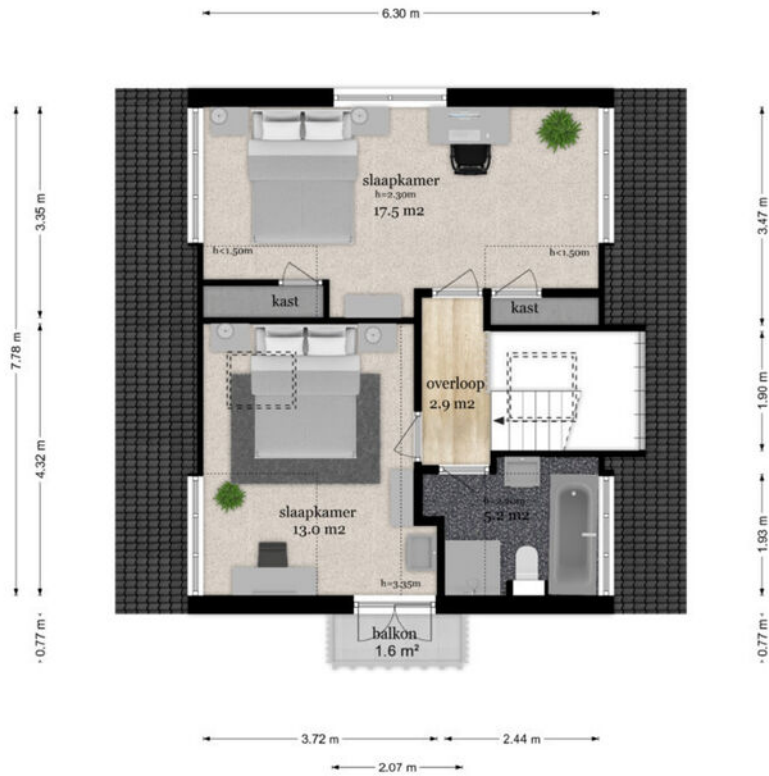 6.30 m
slaapkamer
h=2.30m
17.5 m2
h<1.50m
h<1.50m
kast
kast
3.35 m
3.47 m
7.78 m
overloop
2.9 m2
1.90 m
4.32 m
slaapkamer
13.0 m2
5.2 m2
1.93 m
h=3.35m
balkon
1.6 m²
0.77 m
0.77 m
3.72 m
2.44 m
2.07 m